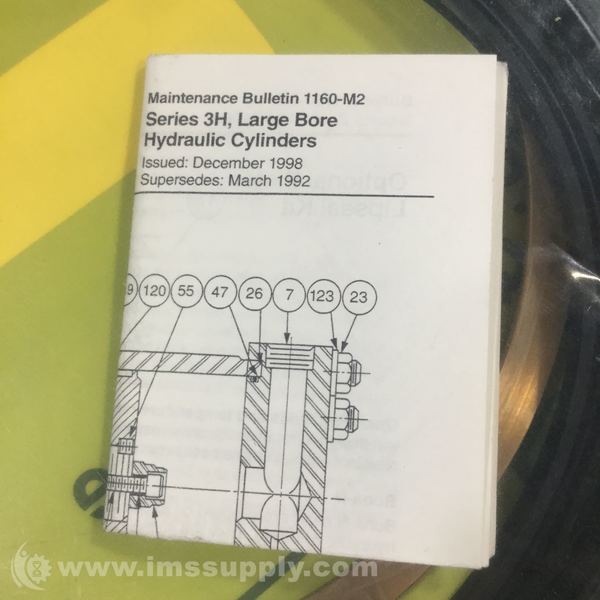 Maintenance Bulletin 1160-M2
Series 3H, Large Bore
Hydraulic Cylinders
Issued: December 1998
Supersedes: March 1992
9 120 55 47 26 7 123 23
www.imssupply.com